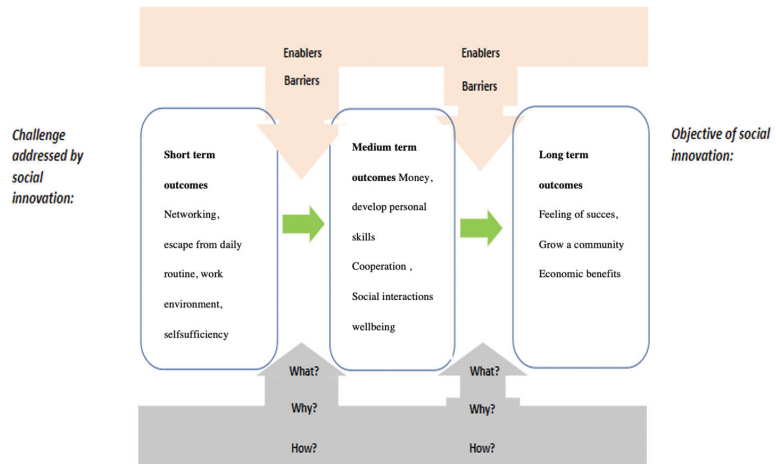 Enablers
Barriers
Enablers
Barriers
Challenge
addressed by
social
innovation:
Short term
outcomes
Networking,
escape from daily
routine, work
environment,
selfsufficiency
Medium term
outcomes Money,
develop personal
skills
Cooperation ,
Social interactions
wellbeing
Long term
outcomes
Feeling of succes,
Grow a community
Economic benefits
Objective of social
innovation:
What?
Why?
How?
What?
Why?
How?